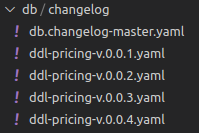 db / changelog
db.changelog-master.yaml
ddl-pricing-v.0.0.1.yaml
ddl-pricing-v.0.0.2.yaml
ddl-pricing-v.0.0.3.yaml
ddl-pricing-v.0.0.4.yaml